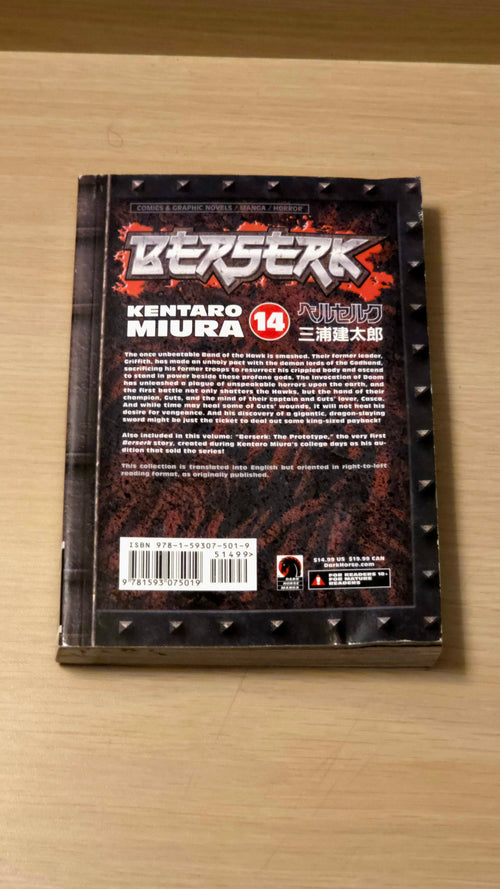 COMICS & GRAPHIC NOVELS / MANGA / HORROR
BERSERK
KENTARO
MIURA
14
ベルセルク
三浦建太郎
The once unbeatable Band of the Hawk is smashed. Their former leader,
Griffith, has made an unholy pact with the demon lords of the Godhand,
sacrificing his former troops to resurrect his crippled body and ascend
to stand in power beside these profane gods. The Invocation of Doom
has unleashed a plague of unspeakable horrors upon the earth, and
the first battle not only shatters the Hawks, but the hand of their
champion, Guts, and the mind of their captain and Guts' lover, Casca.
And while time may heal some of Guts' wounds, it will not heal his
desire for vengeance. And his discovery of a gigantic, dragon-slaying
sword might be just the ticket to deal out some king-sized payback!
Also included in this volume: "Berserk: The Prototype," the very first
Berserk story, created during Kentaro Miura's college days as his au-
dition that sold the series!
This collection is translated into English but oriented in right-to-left
reading format, as originally published.
ISBN 978-1-59307-501-9
51499>
9781593075019
DARK
HORSE
MANGA
$14.99 US $19.99 CAN
DarkHorse.com
FOR READERS 18+
FOR MATURE
READERS